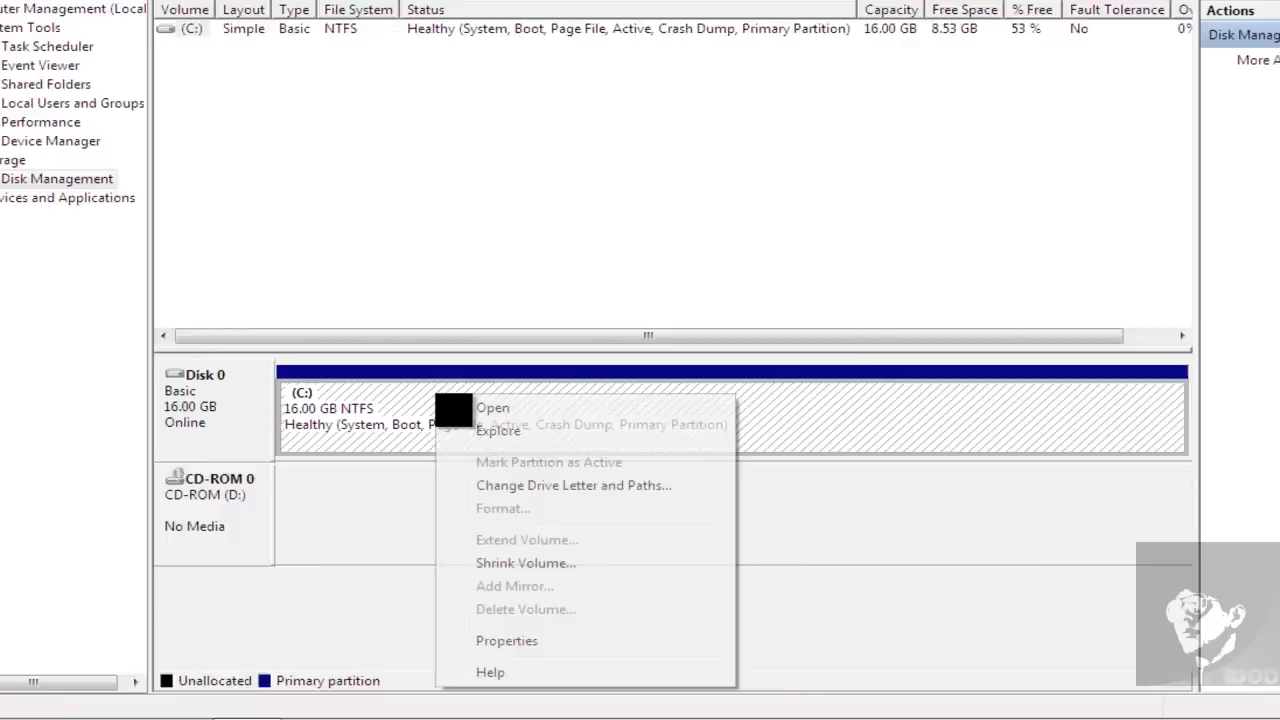 uter Management (Local
Volume Layout Type File System Status Capacity Free Space % Free Fault Tolerance Ov
Actions
(C:) Simple Basic NTFS Healthy (System, Boot, Page File, Active, Crash Dump, Primary Partition) 16.00 GB 8.53 GB 53 % No 0%
tem Tools
Disk Manag
Task Scheduler
More A
Event Viewer
Shared Folders
Local Users and Groups
Performance
Device Manager
rage
Disk Management
vices and Applications
Disk 0
Basic
16.00 GB
Online
(C:)
16.00 GB NTFS
Healthy (System, Boot, P e, Active, Crash Dump, Primary Partition)
Open
Explore
Mark Partition as Active
Change Drive Letter and Paths...
Format...
Extend Volume...
Shrink Volume...
Add Mirror...
Delete Volume...
Properties
Help
CD-ROM 0
CD-ROM (D:)
No Media
Unallocated Primary partition